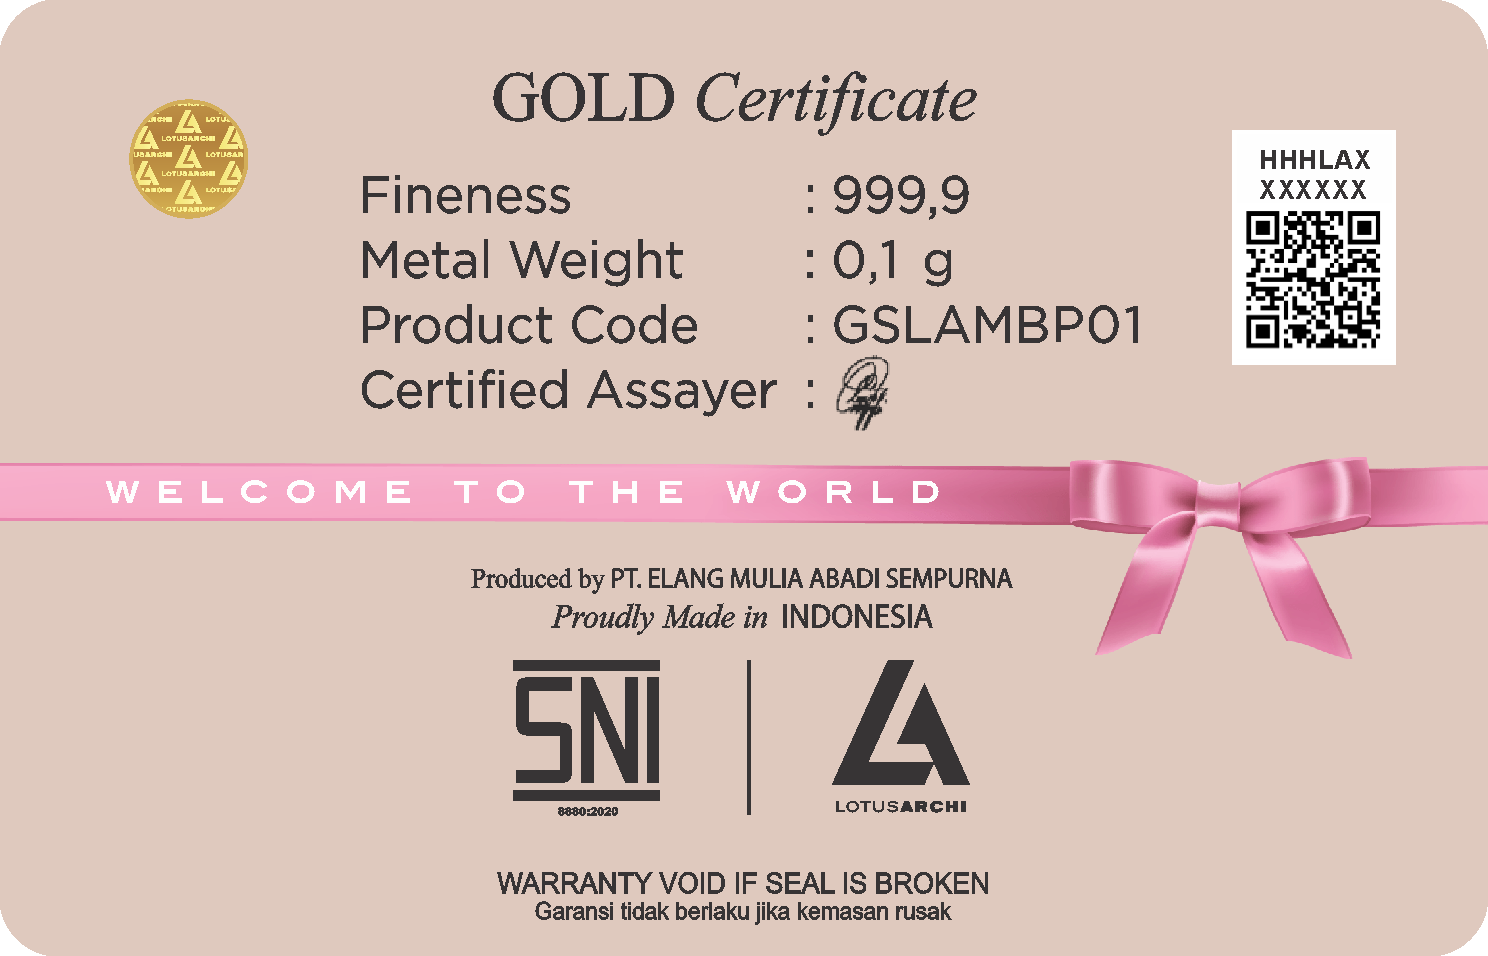 GOLD Certificate
Fineness : 999,9
Metal Weight : 0,1 g
Product Code : GSLAMBP01
Certified Assayer :
HHHLAX
XXXXXX
WELCOME TO THE WORLD
Produced by PT. ELANG MULIA ABADI SEMPURNA
Proudly Made in INDONESIA
SNI
8880:2020
LA
LOTUSARCHI
WARRANTY VOID IF SEAL IS BROKEN
Garansi tidak berlaku jika kemasan rusak